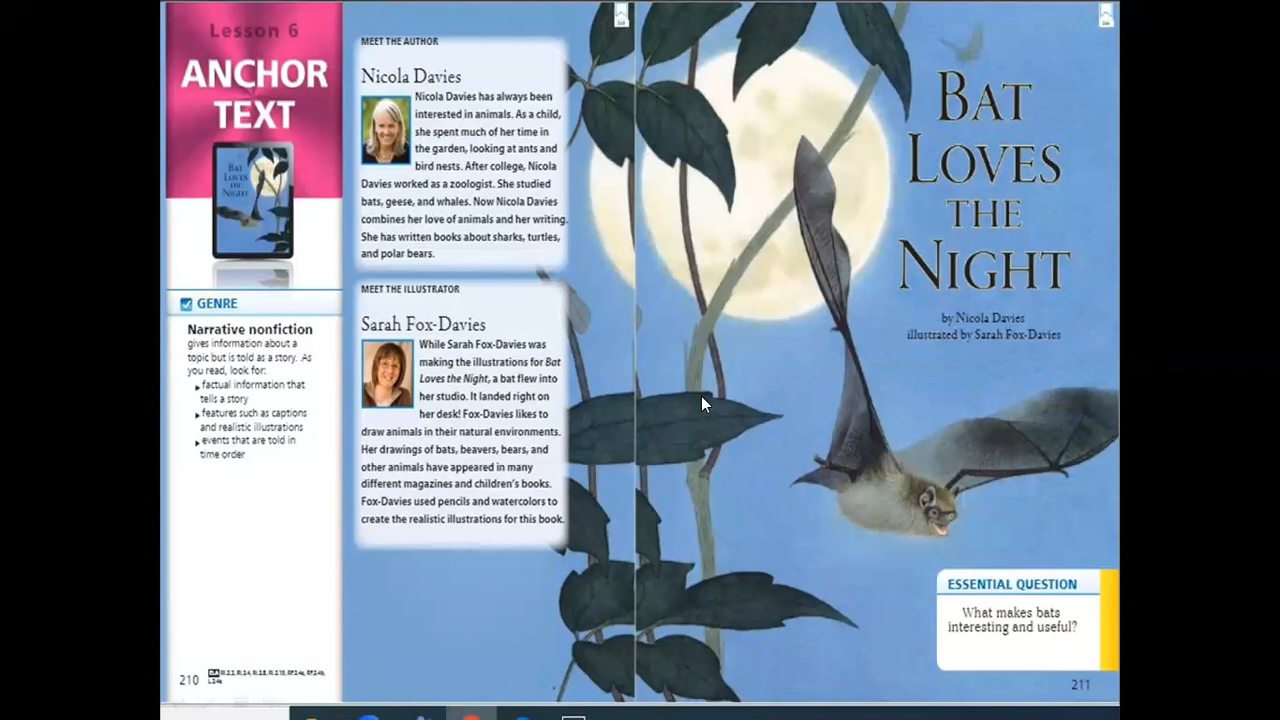 Lesson 6
ANCHOR
TEXT
BAT
LOVES
THE
NIGHT
GENRE
Narrative nonfiction
gives information about a
topic but is told as a story. As
you read, look for:
factual information that
tells a story
features such as captions
and realistic illustrations
events that are told in
time order
210
MEET THE AUTHOR
Nicola Davies
Nicola Davies has always been
interested in animals. As a child,
she spent much of her time in
the garden, looking at ants and
bird nests. After college, Nicola
Davies worked as a zoologist. She studied
bats, geese, and whales. Now Nicola Davies
combines her love of animals and her writing.
She has written books about sharks, turtles,
and polar bears.
MEET THE ILLUSTRATOR
Sarah Fox-Davies
While Sarah Fox-Davies was
making the illustrations for Bat
Loves the Night, a bat flew into
her studio. It landed right on
her desk! Fox-Davies likes to
draw animals in their natural environments.
Her drawings of bats, beavers, bears, and
other animals have appeared in many
different magazines and children's books.
Fox-Davies used pencils and watercolors to
create the realistic illustrations for this book.
BAT
LOVES
THE
NIGHT
by Nicola Davies
illustrated by Sarah Fox-Davies
ESSENTIAL QUESTION
What makes bats
interesting and useful?
211